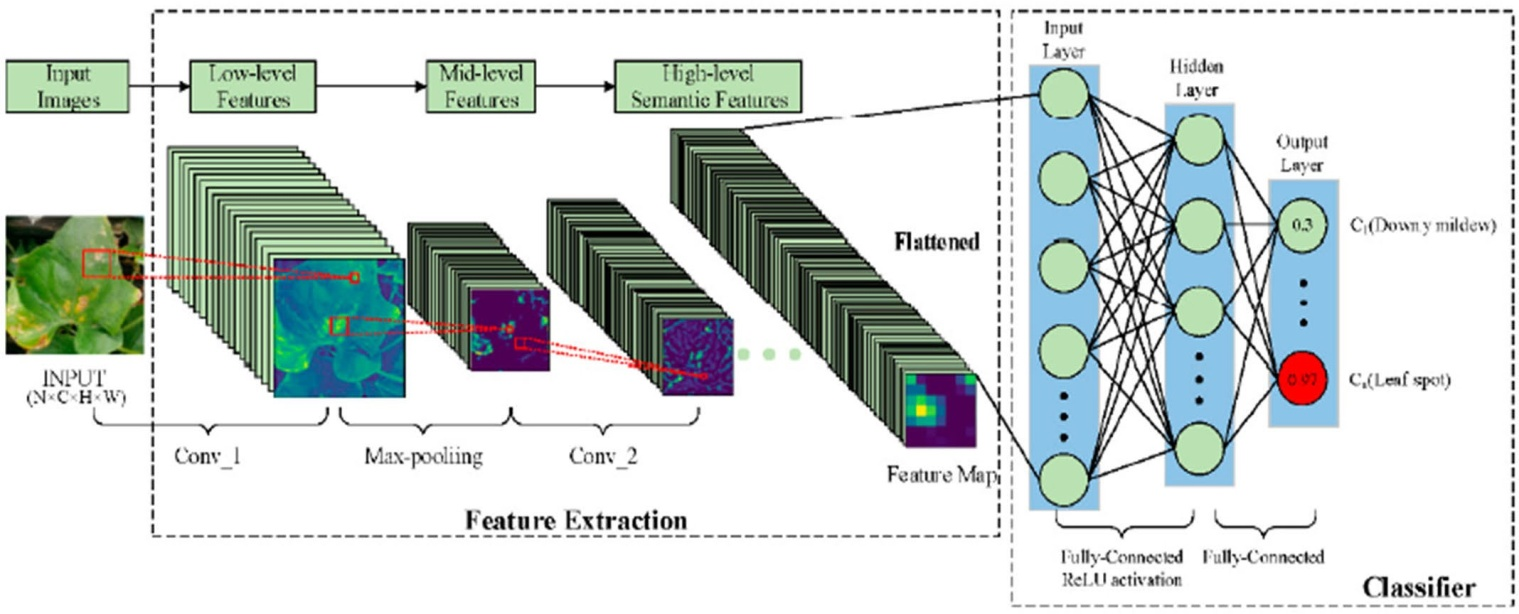 Input
Images
Low-level
Features
Mid-level
Features
High-level
Semantic Features
INPUT
(N×C×H×W)
Conv_1
Max-pooliing
Conv_2
Flattened
Feature Map
Feature Extraction
Input
Layer
Hidden
Layer
Output
Layer
0.3
C₁(Downy mildew)
0.97
Cₙ(Leaf spot)
Fully-Connected
ReLU activation
Fully-Connected
Classifier